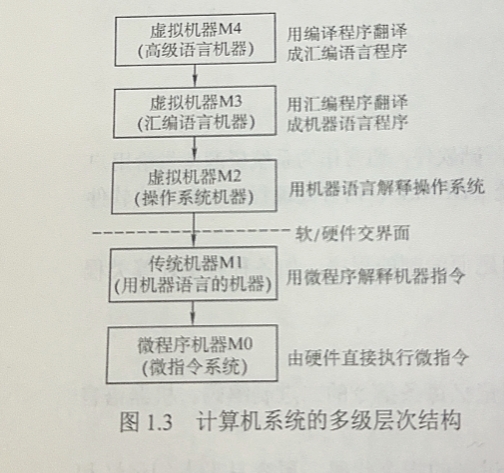 虚拟机器M4
(高级语言机器)
用编译程序翻译
成汇编语言程序
虚拟机器M3
(汇编语言机器)
用汇编程序翻译
成机器语言程序
虚拟机器M2
(操作系统机器)
用机器语言解释操作系统
软/硬件交界面
传统机器M1
(用机器语言的机器)
用微程序解释机器指令
微程序机器M0
(微指令系统)
由硬件直接执行微指令
图 1.3 计算机系统的多级层次结构